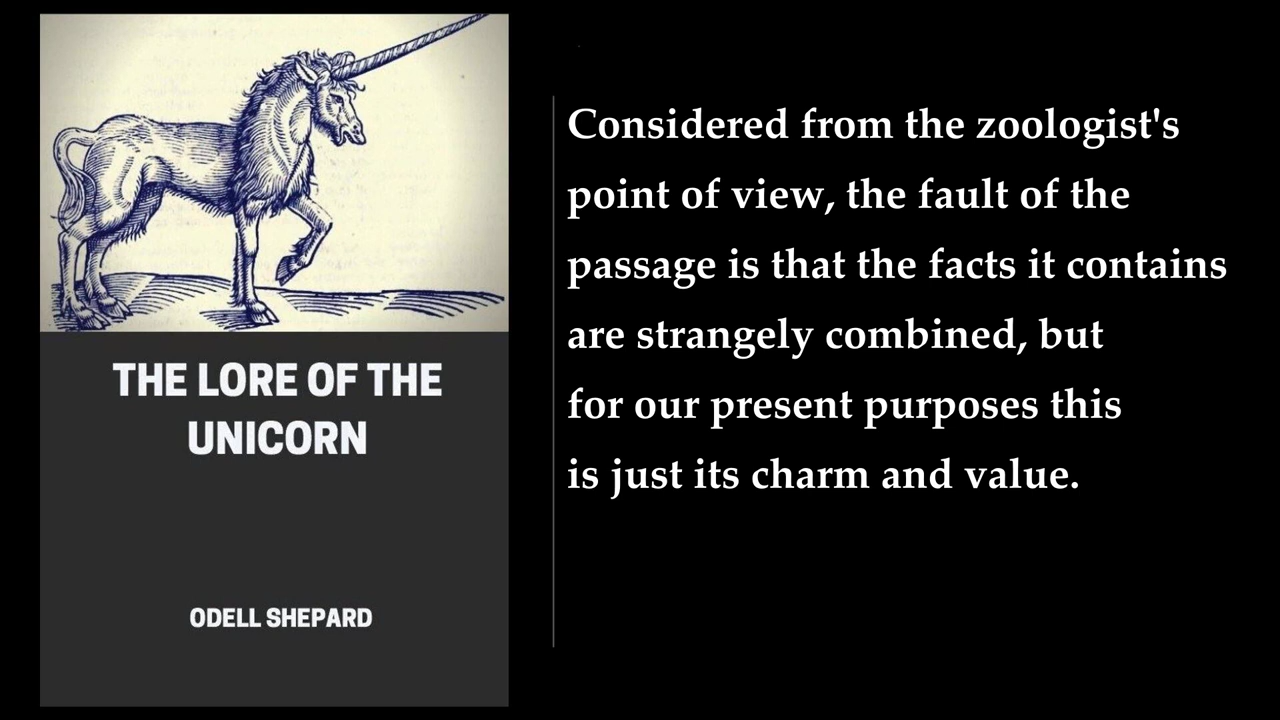 THE LORE OF THE
UNICORN
ODELL SHEPARD
Considered from the zoologist's
point of view, the fault of the
passage is that the facts it contains
are strangely combined, but
for our present purposes this
is just its charm and value.